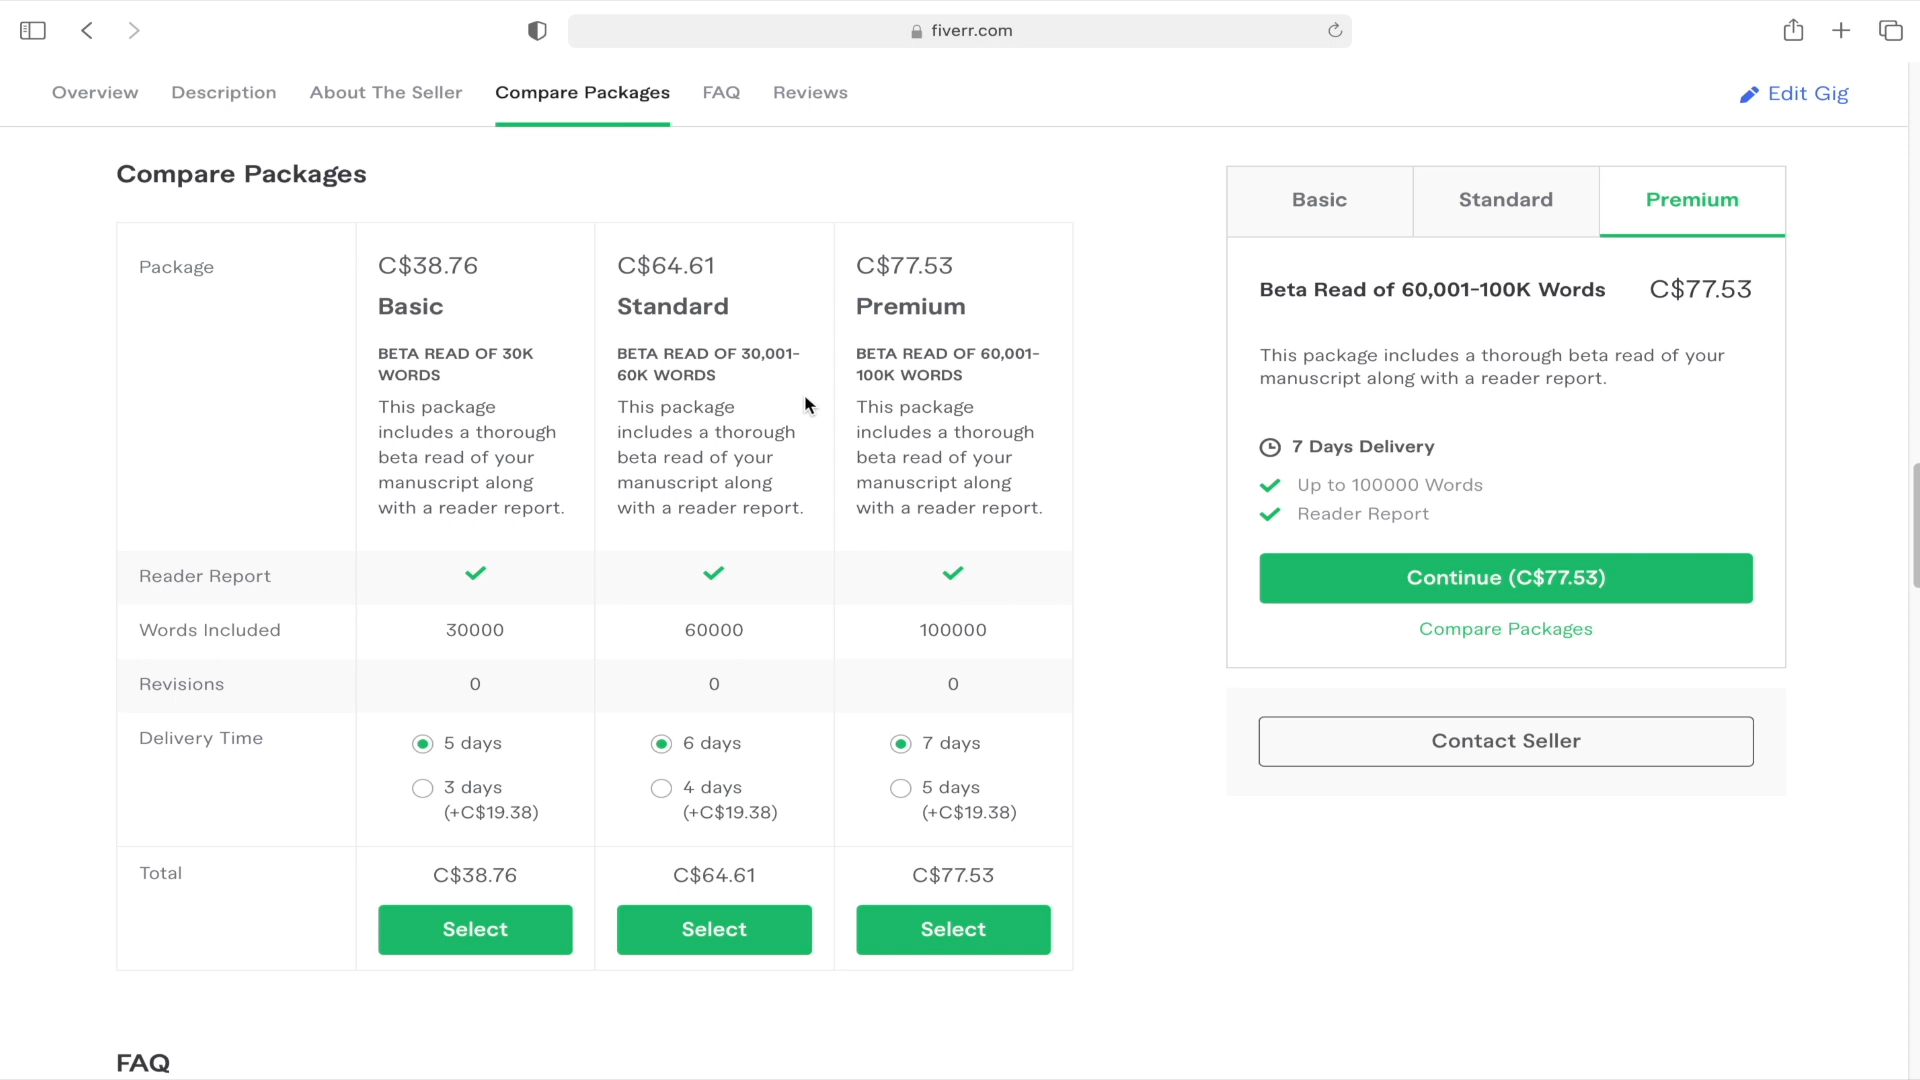 fiverr.com
Overview
Description
About The Seller
Compare Packages
FAQ
Reviews
Edit Gig
Compare Packages
Package
C$38.76
Basic
BETA READ OF 30K
WORDS
This package
includes a thorough
beta read of your
manuscript along
with a reader report.
C$64.61
Standard
BETA READ OF 30,001-
60K WORDS
This package
includes a thorough
beta read of your
manuscript along
with a reader report.
C$77.53
Premium
BETA READ OF 60,001-
100K WORDS
This package
includes a thorough
beta read of your
manuscript along
with a reader report.
Reader Report
Words Included
30000
60000
100000
Revisions
0
0
0
Delivery Time
5 days
3 days
(+C$19.38)
6 days
4 days
(+C$19.38)
7 days
5 days
(+C$19.38)
Total
C$38.76
C$64.61
C$77.53
Select
Select
Select
Basic
Standard
Premium
Beta Read of 60,001-100K Words
C$77.53
This package includes a thorough beta read of your
manuscript along with a reader report.
7 Days Delivery
Up to 100000 Words
Reader Report
Continue (C$77.53)
Compare Packages
Contact Seller
FAQ